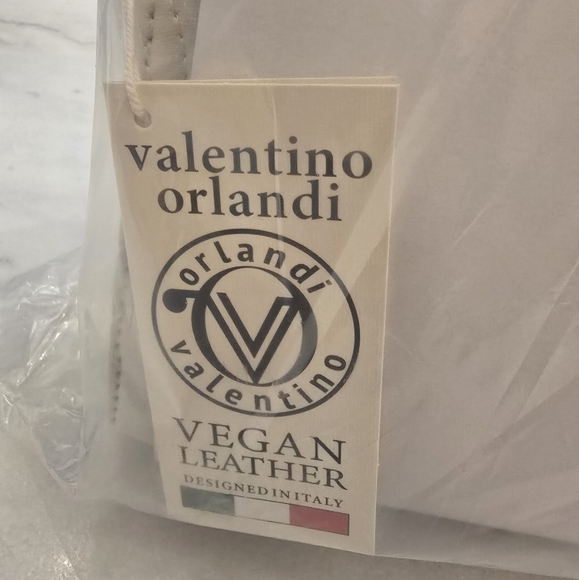 valentino
orlandi
orlandi
valentino
V
VEGAN
LEATHER
DESIGNED IN ITALY